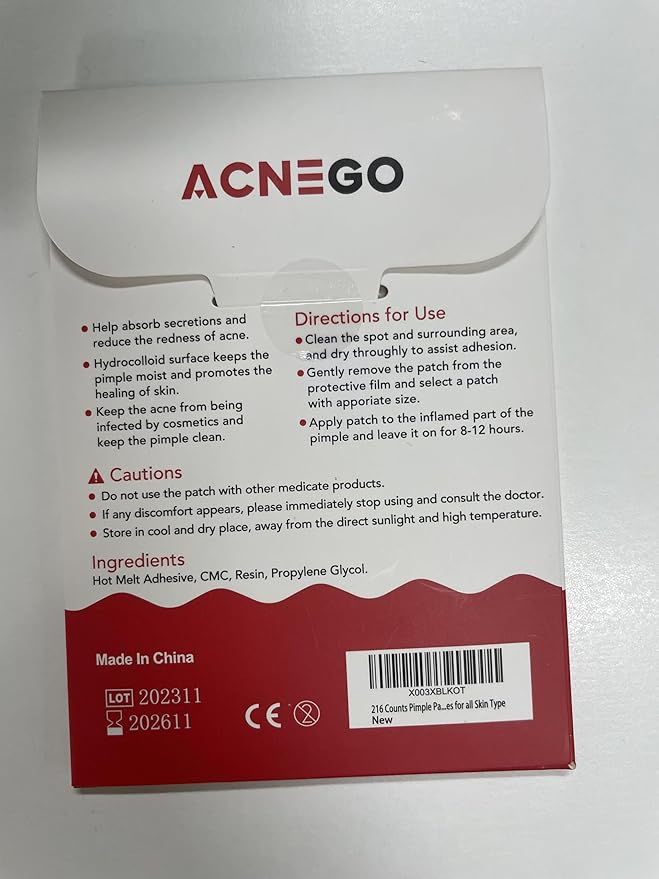 ACNEGO
● Help absorb secretions and
reduce the redness of acne.
● Hydrocolloid surface keeps the
pimple moist and promotes the
healing of skin.
● Keep the acne from being
infected by cosmetics and
keep the pimple clean.
Directions for Use
● Clean the spot and surrounding area,
and dry throughly to assist adhesion.
● Gently remove the patch from the
protective film and select a patch
with apporiate size.
● Apply patch to the inflamed part of the
pimple and leave it on for 8-12 hours.
Cautions
● Do not use the patch with other medicate products.
● If any discomfort appears, please immediately stop using and consult the doctor.
● Store in cool and dry place, away from the direct sunlight and high temperature.
Ingredients
Hot Melt Adhesive, CMC, Resin, Propylene Glycol.
Made In China
LOT 202311
202611
CE 2
X003XBLKOT
216 Counts Pimple Pa...es for all Skin Type
New